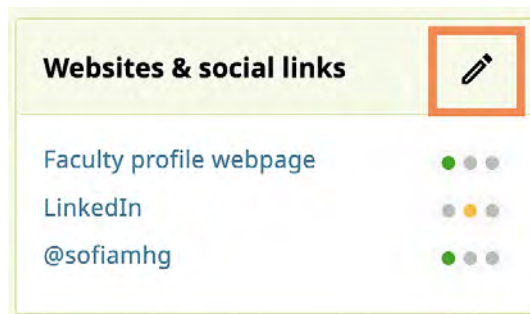 Websites & social links
Faculty profile webpage
LinkedIn
@sofiamhg